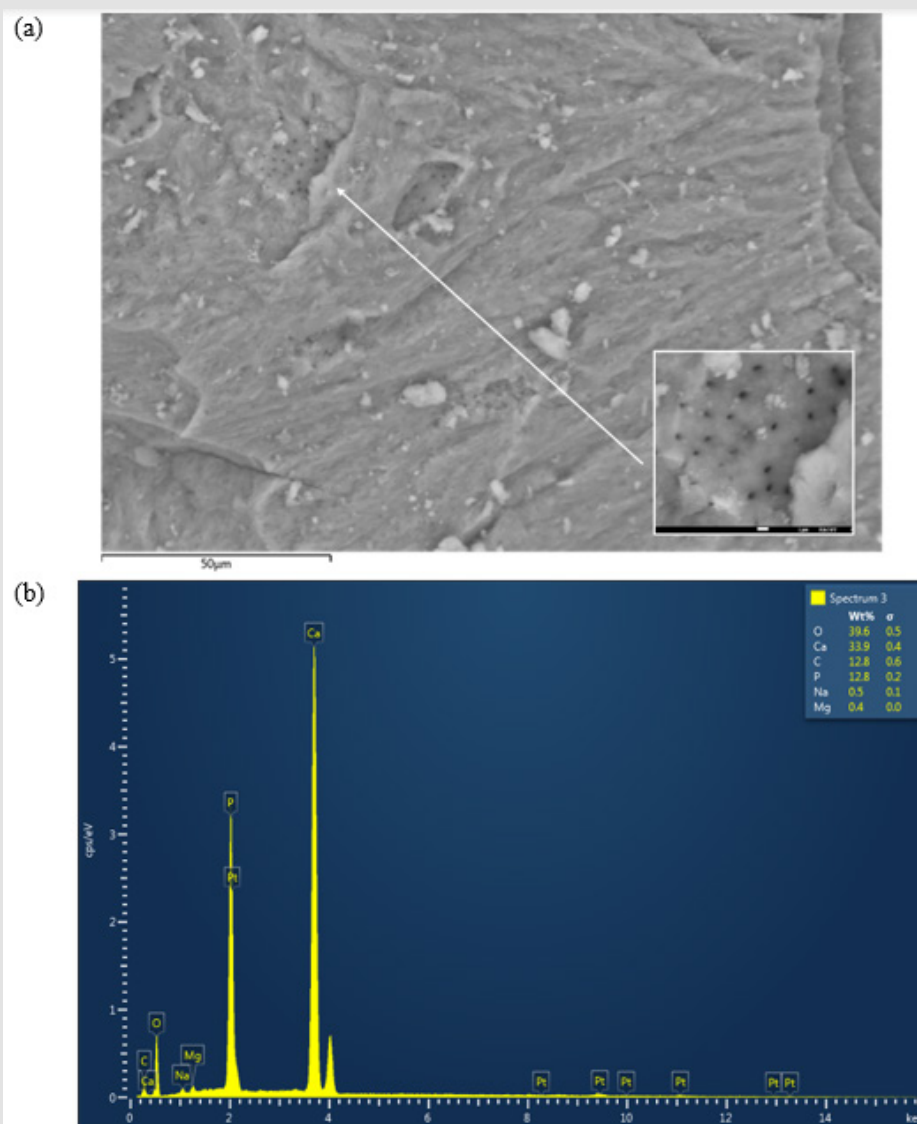 (a)
50µm
(b)
Spectrum 3
Wt% σ
O 39.6 0.5
Ca 33.9 0.4
C 12.8 0.6
P 12.8 0.2
Na 0.5 0.1
Mg 0.4 0.0
cps/eV
5
4
3
2
1
0
Ca
P
Pt
O
C
Ca
Na
Mg
Pt
Pt
Pt
Pt
Pt
Pt
0 2 4 6 8 10 12 14